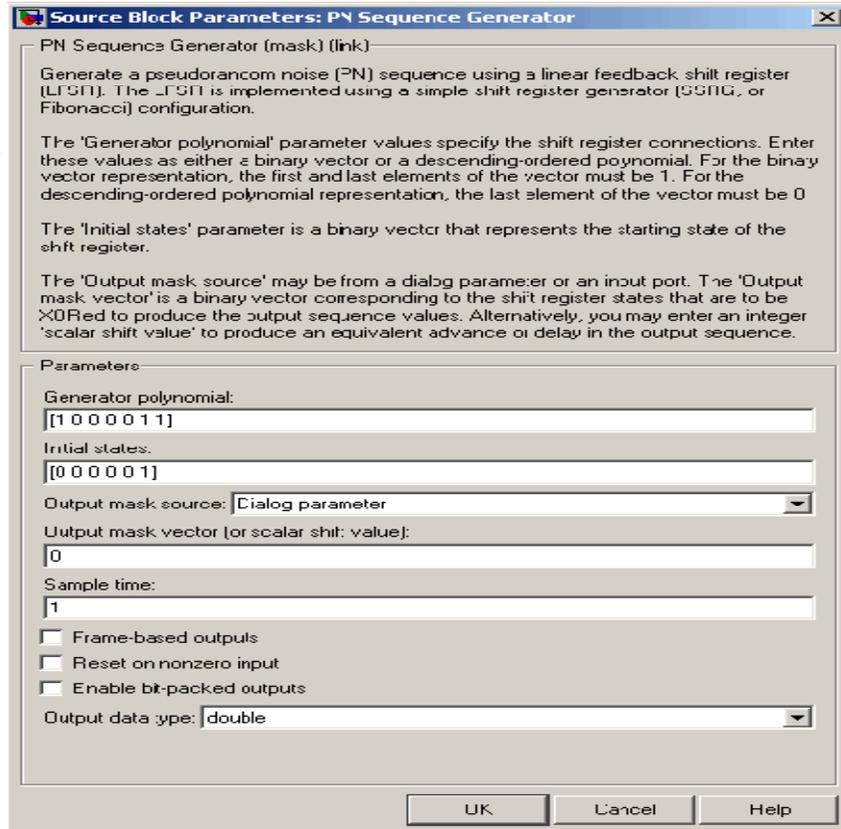 Source Block Parameters: PN Sequence Generator
PN Sequence Generator (mask) (link)
Generate a pseudorandom noise (PN) sequence using a linear feedback shift register
(LFSR). The LFSR is implemented using a simple shift register generator (SSRG, or
Fibonacci) configuration.
The 'Generator polynomial' parameter values specify the shift register connections. Enter
these values as either a binary vector or a descending-ordered polynomial. For the binary
vector representation, the first and last elements of the vector must be 1. For the
descending-ordered polynomial representation, the last element of the vector must be 0
The 'Initial states' parameter is a binary vector that represents the starting state of the
shift register.
The 'Output mask source' may be from a dialog parameter or an input port. The 'Output
mask vector' is a binary vector corresponding to the shift register states that are to be
XORed to produce the output sequence values. Alternatively, you may enter an integer
'scalar shift value' to produce an equivalent advance or delay in the output sequence.
Parameters
Generator polynomial:
[1 0 0 0 0 1 1]
Initial states:
[0 0 0 0 0 1]
Output mask source: Dialog parameter
Output mask vector (or scalar shift value):
0
Sample time:
1
Frame-based outputs
Reset on nonzero input
Enable bit-packed outputs
Output data type: double
OK Cancel Help